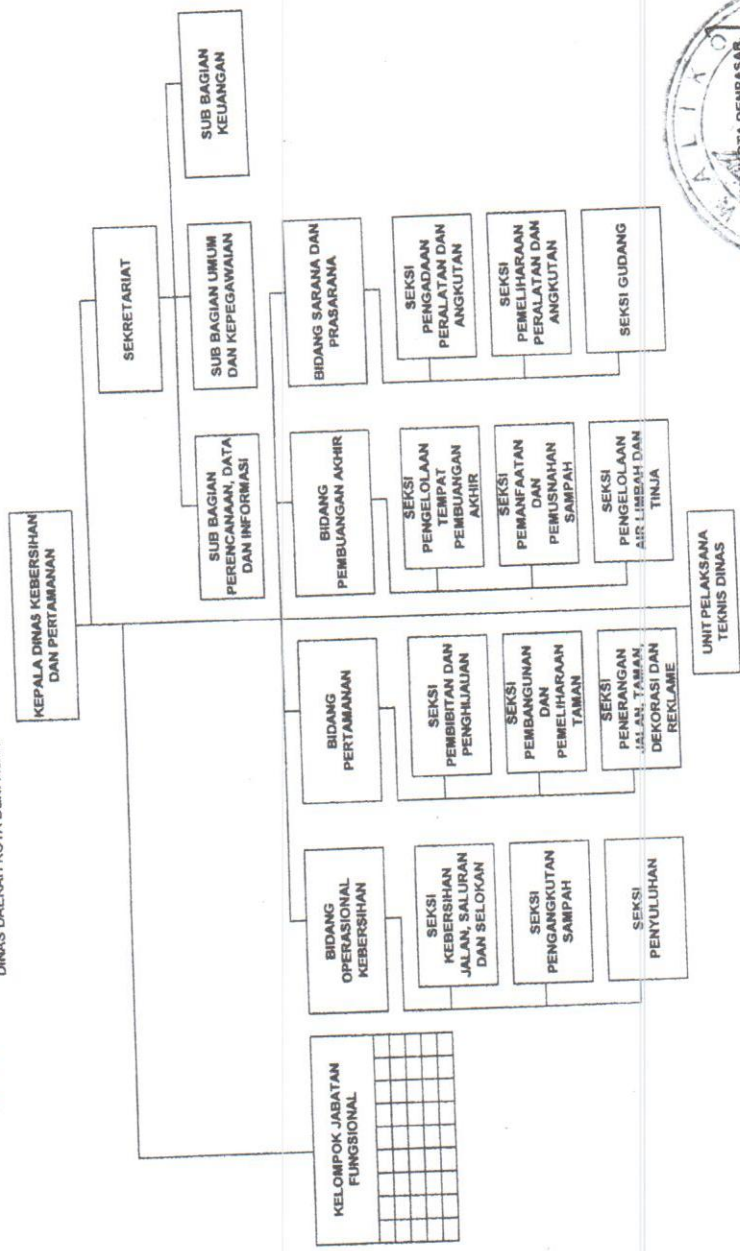 DINAS DAERAH KOTA
KEPALA DINAS KEBERSIHAN
DAN PERTAMANAN
SEKRETARIAT
SUB BAGIAN
PERENCANAAN, DATA
DAN INFORMASI
SUB BAGIAN UMUM
DAN KEPEGAWAIAN
SUB BAGIAN
KEUANGAN
KELOMPOK JABATAN
FUNGSIONAL
BIDANG
OPERASIONAL
KEBERSIHAN
SEKSI
KEBERSIHAN
JALAN, SALURAN
DAN SELOKAN
SEKSI
PENGANGKUTAN
SAMPAH
SEKSI
PENYULUHAN
BIDANG
PERTAMANAN
SEKSI
PEMBIBITAN DAN
PENGHIJAUAN
SEKSI
PEMBANGUNAN
DAN
PEMELIHARAAN
TAMAN
SEKSI
PENERANGAN
JALAN, TAMAN,
DEKORASI DAN
REKLAME
BIDANG
PEMBUANGAN AKHIR
SEKSI
PENGELOLAAN
TEMPAT
PEMBUANGAN
AKHIR
SEKSI
PEMANFAATAN
DAN
PEMUSNAHAN
SAMPAH
SEKSI
PENGELOLAAN
AIR LIMBAH DAN
TINJA
BIDANG SARANA DAN
PRASARANA
SEKSI
PENGADAAN
PERALATAN DAN
ANGKUTAN
SEKSI
PEMELIHARAAN
PERALATAN DAN
ANGKUTAN
SEKSI GUDANG
UNIT PELAKSANA
TEKNIS DINAS
WALIKO
DENPASAR